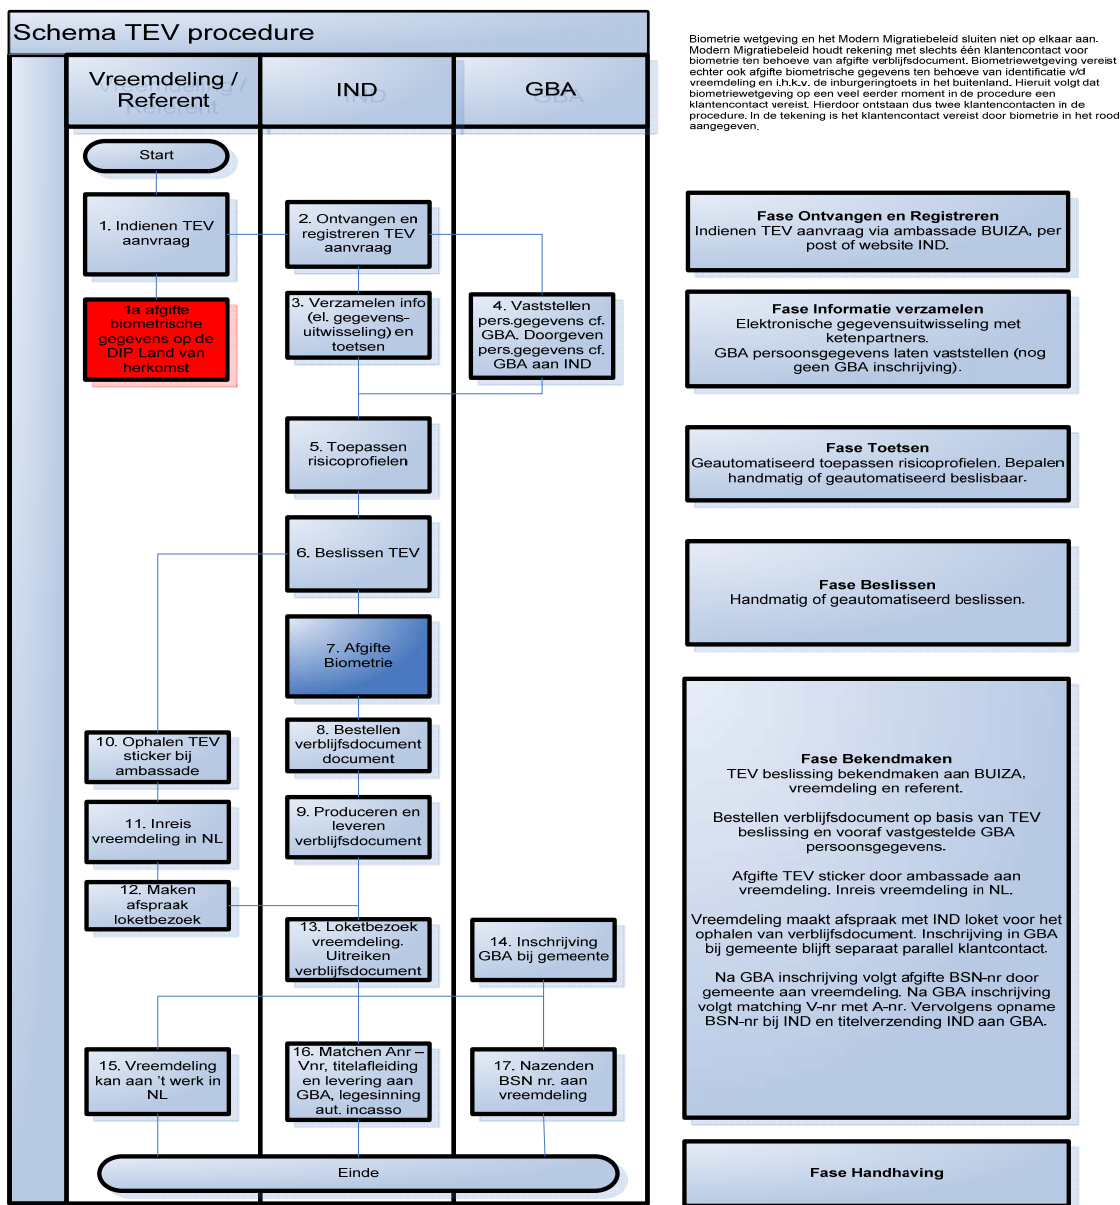 Schema TEV procedure
Vreemdeling /
Referent
IND
GBA
Start
1. Indienen TEV
aanvraag
2. Ontvangen en
registreren TEV
aanvraag
1a afgifte
biometrische
gegevens op de
DIP Land van
herkomst
3. Verzamelen info
(el. gegevens-
uitwisseling) en
toetsen
4. Vaststellen
pers.gegevens cf.
GBA. Doorgeven
pers.gegevens cf.
GBA aan IND
5. Toepassen
risicoprofielen
6. Beslissen TEV
7. Afgifte
Biometrie
8. Bestellen
verblijfsdocument
document
10. Ophalen TEV
sticker bij
ambassade
9. Produceren en
leveren
verblijfsdocument
11. Inreis
vreemdeling in NL
12. Maken
afspraak
loketbezoek
13. Loketbezoek
vreemdeling.
Uitreiken
verblijfsdocument
14. Inschrijving
GBA bij gemeente
15. Vreemdeling
kan aan 't werk in
NL
16. Matchen Anr –
Vnr, titelafleiding
en levering aan
GBA, legesinning
aut. incasso
17. Nazenden
BSN nr. aan
vreemdeling
Einde
Biometrie wetgeving en het Modern Migratiebeleid sluiten niet op elkaar aan.
Modern Migratiebeleid houdt rekening met slechts één klantencontact voor
biometrie ten behoeve van afgifte verblijfsdocument. Biometriewetgeving vereist
echter ook afgifte biometrische gegevens ten behoeve van identificatie v/d
vreemdeling en i.h.k.v. de inburgeringtoets in het buitenland. Hieruit volgt dat
biometriewetgeving op een veel eerder moment in de procedure een
klantencontact vereist. Hierdoor ontstaan dus twee klantencontacten in de
procedure. In de tekening is het klantencontact vereist door biometrie in het rood
aangegeven.
Fase Ontvangen en Registreren
Indienen TEV aanvraag via ambassade BUIZA, per
post of website IND.
Fase Informatie verzamelen
Elektronische gegevensuitwisseling met
ketenpartners.
GBA persoonsgegevens laten vaststellen (nog
geen GBA inschrijving).
Fase Toetsen
Geautomatiseerd toepassen risicoprofielen. Bepalen
handmatig of geautomatiseerd beslisbaar.
Fase Beslissen
Handmatig of geautomatiseerd beslissen.
Fase Bekendmaken
TEV beslissing bekendmaken aan BUIZA,
vreemdeling en referent.
Bestellen verblijfsdocument op basis van TEV
beslissing en vooraf vastgestelde GBA
persoonsgegevens.
Afgifte TEV sticker door ambassade aan
vreemdeling. Inreis vreemdeling in NL.
Vreemdeling maakt afspraak met IND loket voor het
ophalen van verblijfsdocument. Inschrijving in GBA
bij gemeente blijft separaat parallel klantcontact.
Na GBA inschrijving volgt afgifte BSN-nr door
gemeente aan vreemdeling. Na GBA inschrijving
volgt matching V-nr met A-nr. Vervolgens opname
BSN-nr bij IND en titelverzending IND aan GBA.
Fase Handhaving